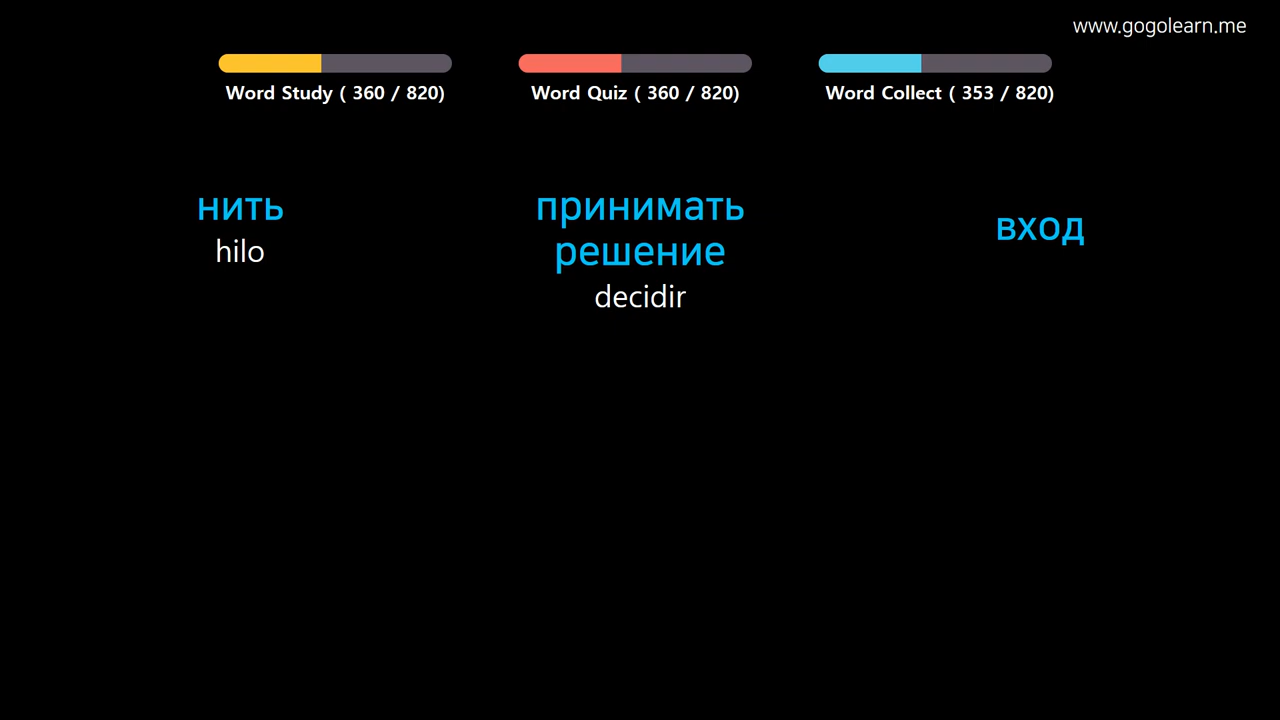 www.gogolearn.me
Word Study ( 360 / 820)
Word Quiz ( 360 / 820)
Word Collect ( 353 / 820)
нить
hilo
принимать
решение
decidir
вход